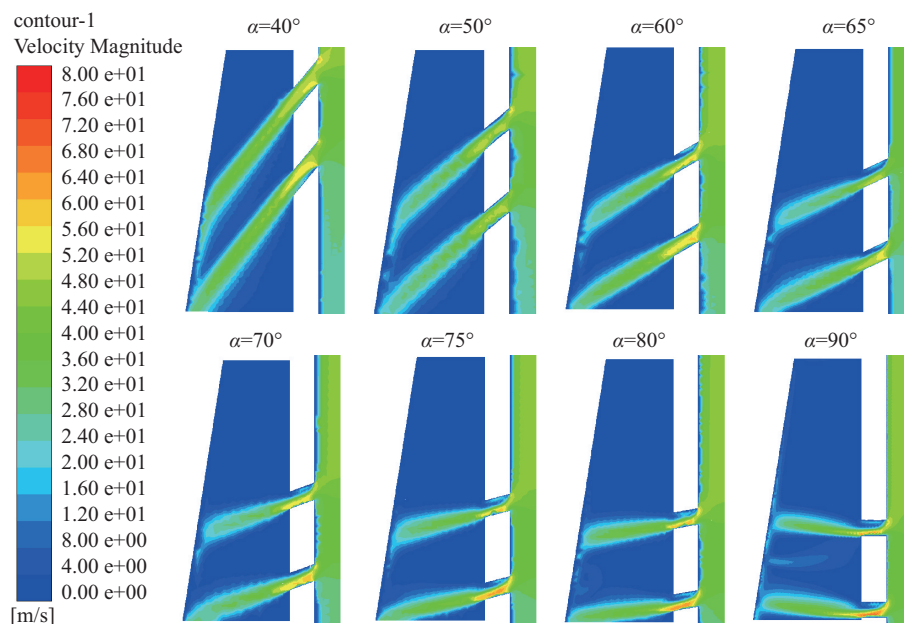 contour-1
Velocity Magnitude
8.00 e+01
7.60 e+01
7.20 e+01
6.80 e+01
6.40 e+01
6.00 e+01
5.60 e+01
5.20 e+01
4.80 e+01
4.40 e+01
4.00 e+01
3.60 e+01
3.20 e+01
2.80 e+01
2.40 e+01
2.00 e+01
1.60 e+01
1.20 e+01
8.00 e+00
4.00 e+00
0.00 e+00
[m/s]
α=40° α=50° α=60° α=65°
α=70° α=75° α=80° α=90°